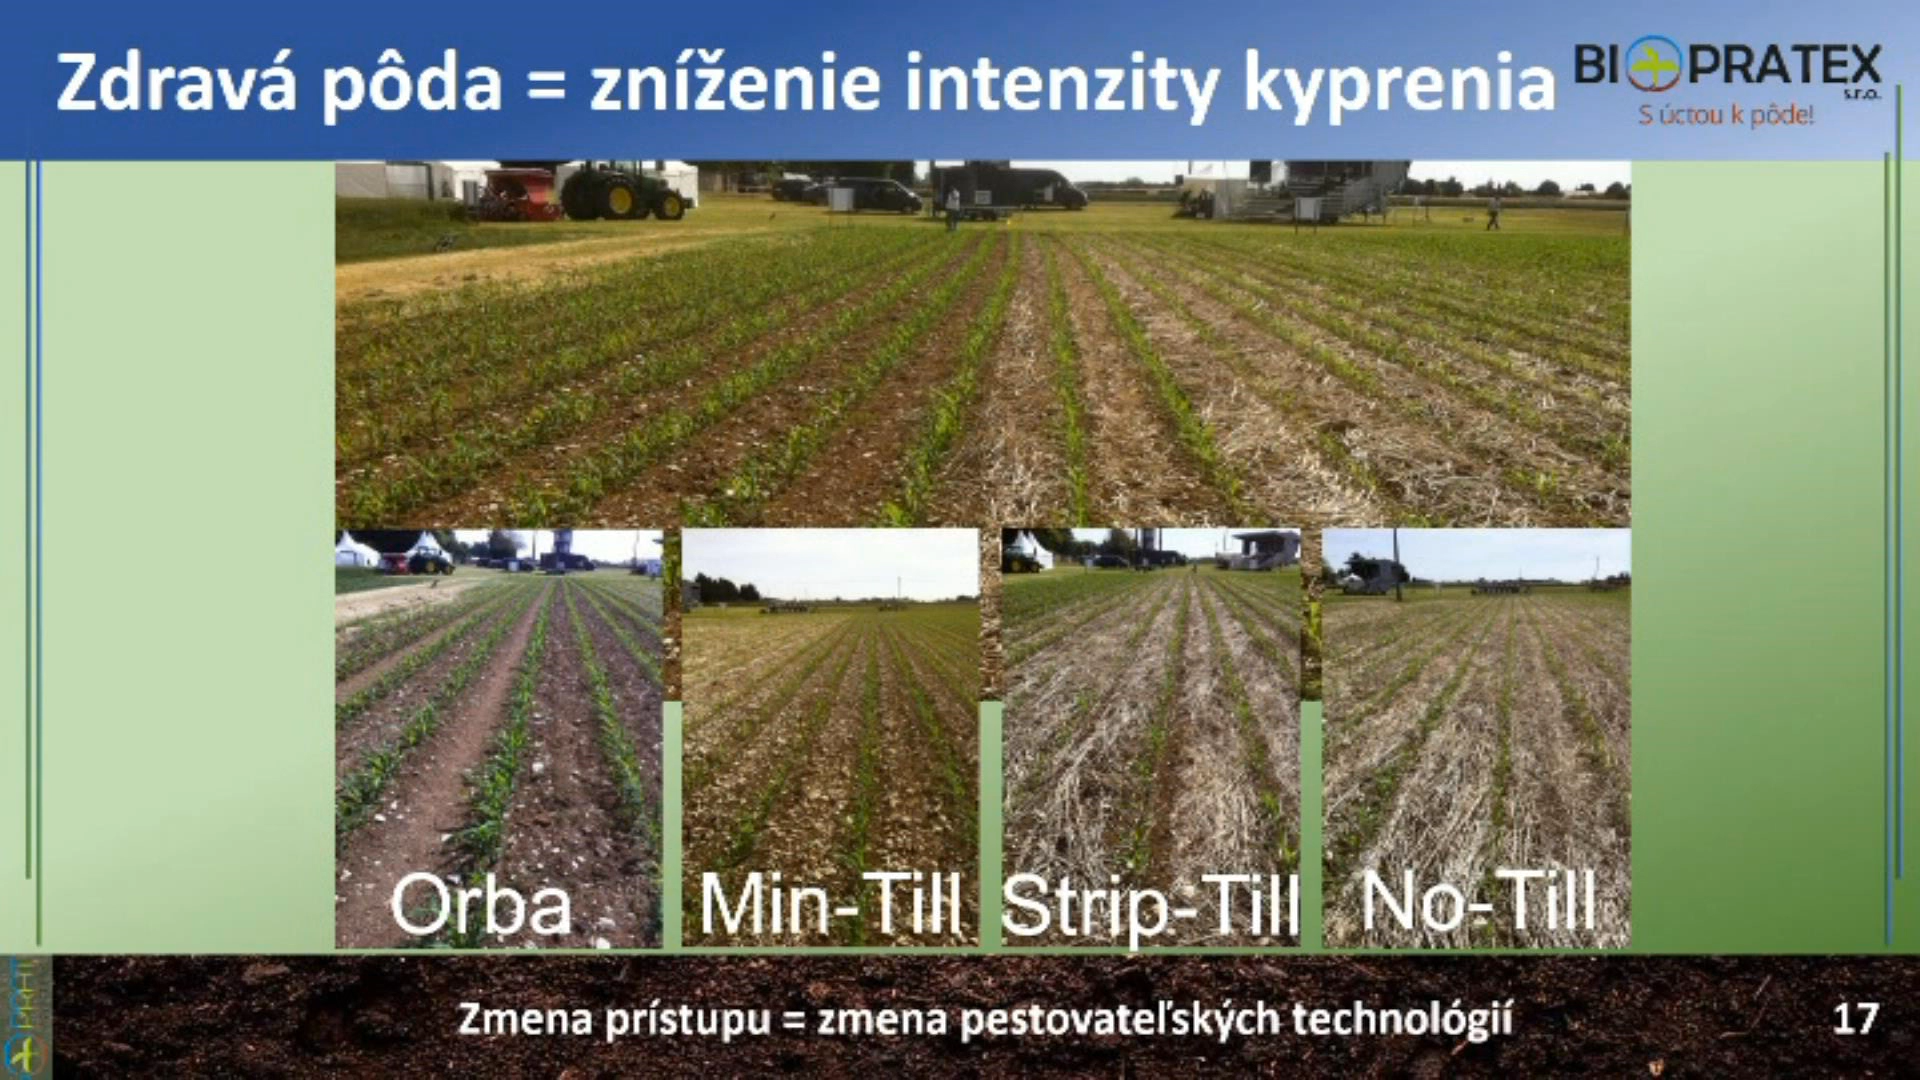 Zdravá pôda = zníženie intenzity kyprenia
BIOPRATEX
s.r.o.
S úctou k pôde!
Orba
Min-Till
Strip-Till
No-Till
Zmena prístupu = zmena pestovateľských technológií
17